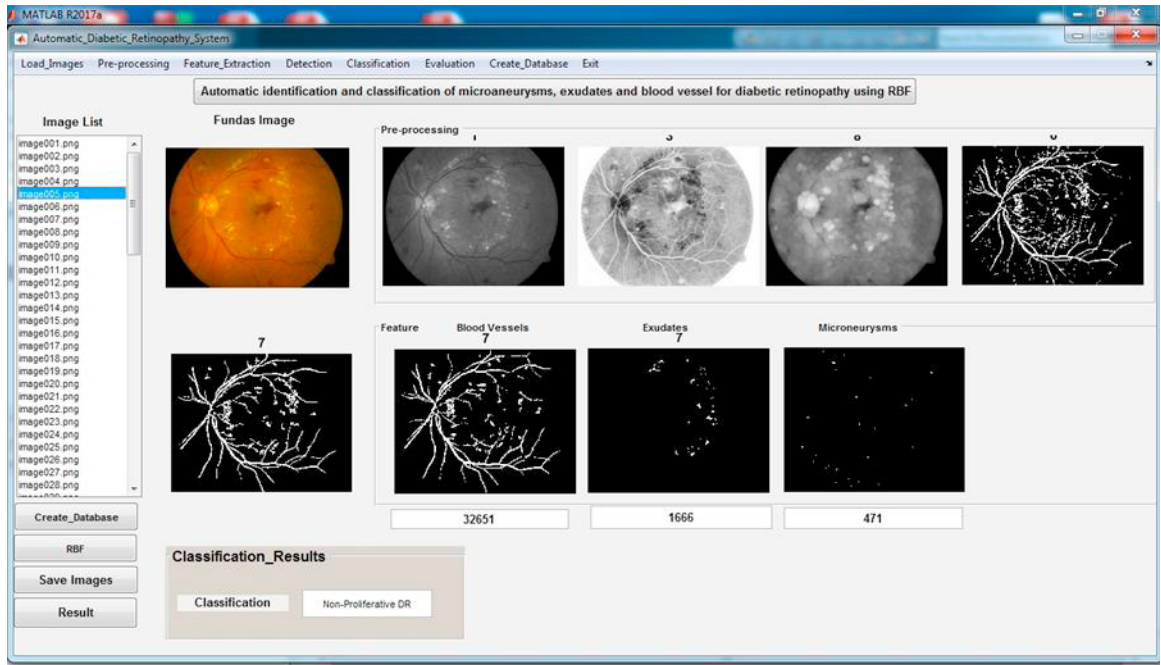 MATLAB R2017a
Automatic_Diabetic_Retinopathy_System
Load_Images Pre-processing Feature_Extraction Detection Classification Evaluation Create_Database Exit
Automatic identification and classification of microaneurysms, exudates and blood vessel for diabetic retinopathy using RBF
Image List
image001.png
image002.png
image003.png
image004.png
image005.png
image006.png
image007.png
image008.png
image009.png
image010.png
image011.png
image012.png
image013.png
image014.png
image015.png
image016.png
image017.png
image018.png
image019.png
image020.png
image021.png
image022.png
image023.png
image024.png
image025.png
image026.png
image027.png
image028.png
Create_Database
RBF
Save Images
Result
Fundas Image
Pre-processing
7
Feature
Blood Vessels
7
Exudates
7
Microneurysms
32651
1666
471
Classification_Results
Classification
Non-Proliferative DR